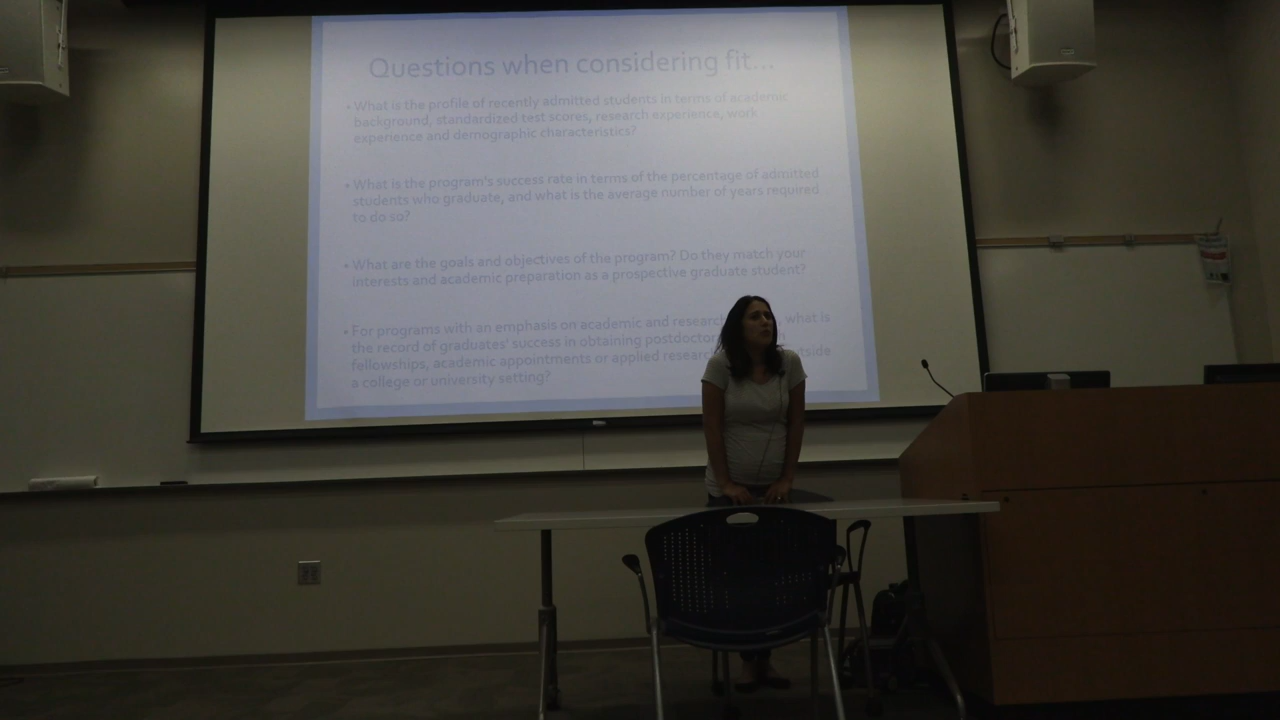 Questions when considering fit...
• What is the profile of recently admitted students in terms of academic
background, standardized test scores, research experience, work
experience and demographic characteristics?
• What is the program's success rate in terms of the percentage of admitted
students who graduate, and what is the average number of years required
to do so?
• What are the goals and objectives of the program? Do they match your
interests and academic preparation as a prospective graduate student?
• For programs with an emphasis on academic and research what is
the record of graduates' success in obtaining postdoctor
fellowships, academic appointments or applied researc utside
a college or university setting?